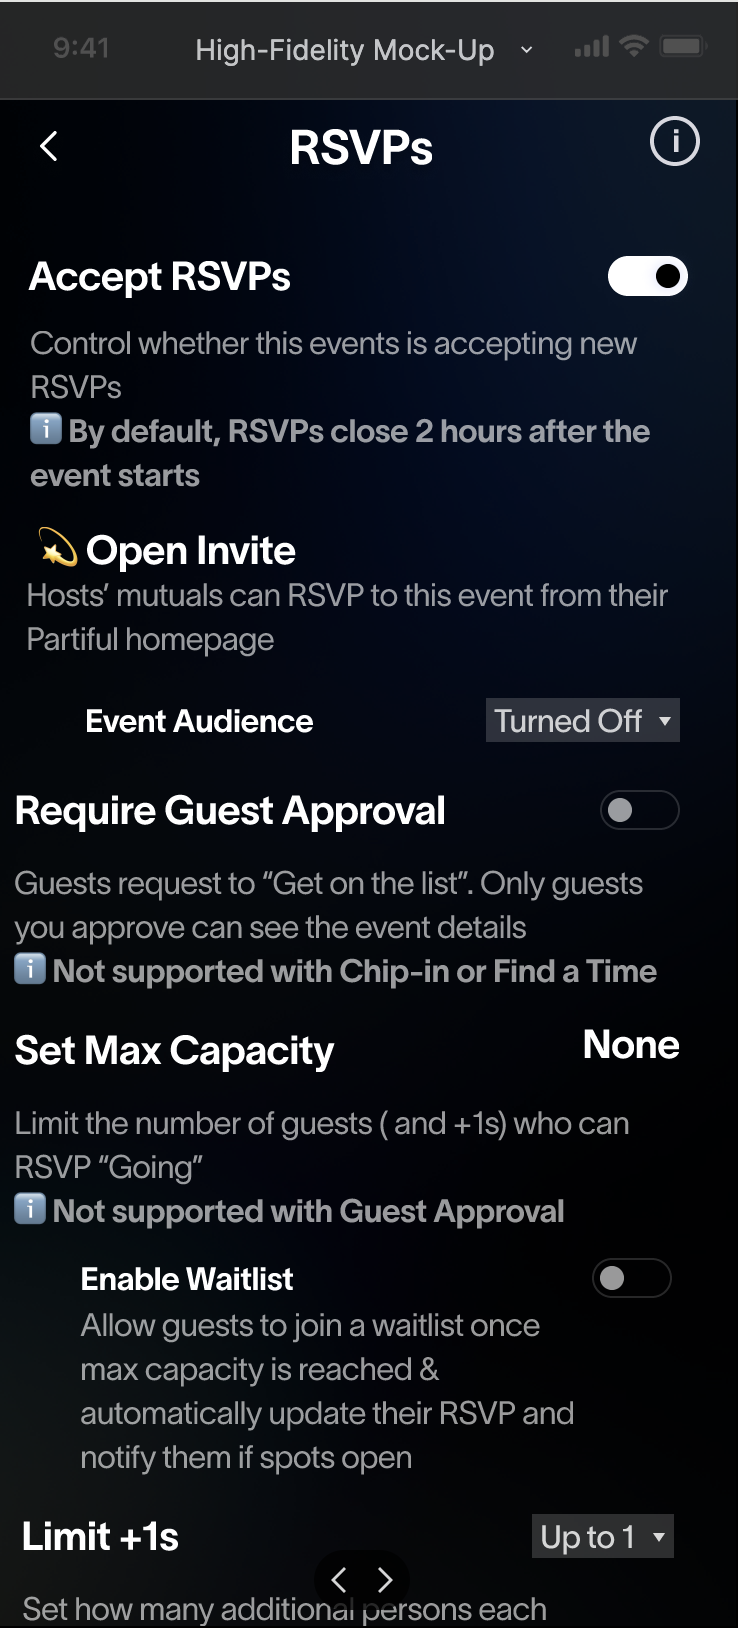 9:41
High-Fidelity Mock-Up
RSVPs
Accept RSVPs
Control whether this events is accepting new
RSVPs
ℹ️ By default, RSVPs close 2 hours after the
event starts
💫 Open Invite
Hosts’ mutuals can RSVP to this event from their
Partiful homepage
Event Audience
Turned Off
Require Guest Approval
Guests request to “Get on the list”. Only guests
you approve can see the event details
ℹ️ Not supported with Chip-in or Find a Time
Set Max Capacity
None
Limit the number of guests ( and +1s) who can
RSVP “Going”
ℹ️ Not supported with Guest Approval
Enable Waitlist
Allow guests to join a waitlist once
max capacity is reached &
automatically update their RSVP and
notify them if spots open
Limit +1s
Up to 1
Set how many additional persons each